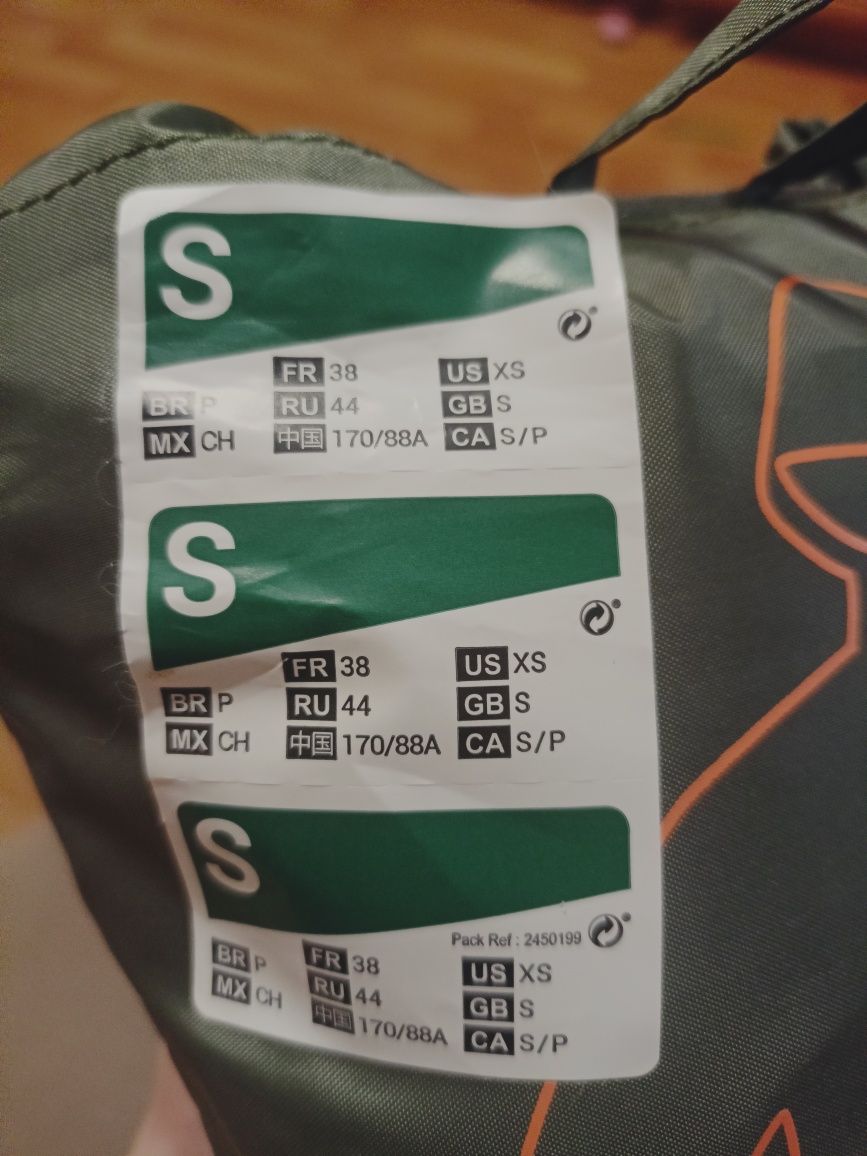 S
FR 38 US XS
BR P RU 44 GB S
MX CH 中国 170/88A CA S/P
S
FR 38 US XS
BR P RU 44 GB S
MX CH 中国 170/88A CA S/P
S
Pack Ref : 2450199
BR P FR 38 US XS
MX CH RU 44 GB S
中国 170/88A CA S/P